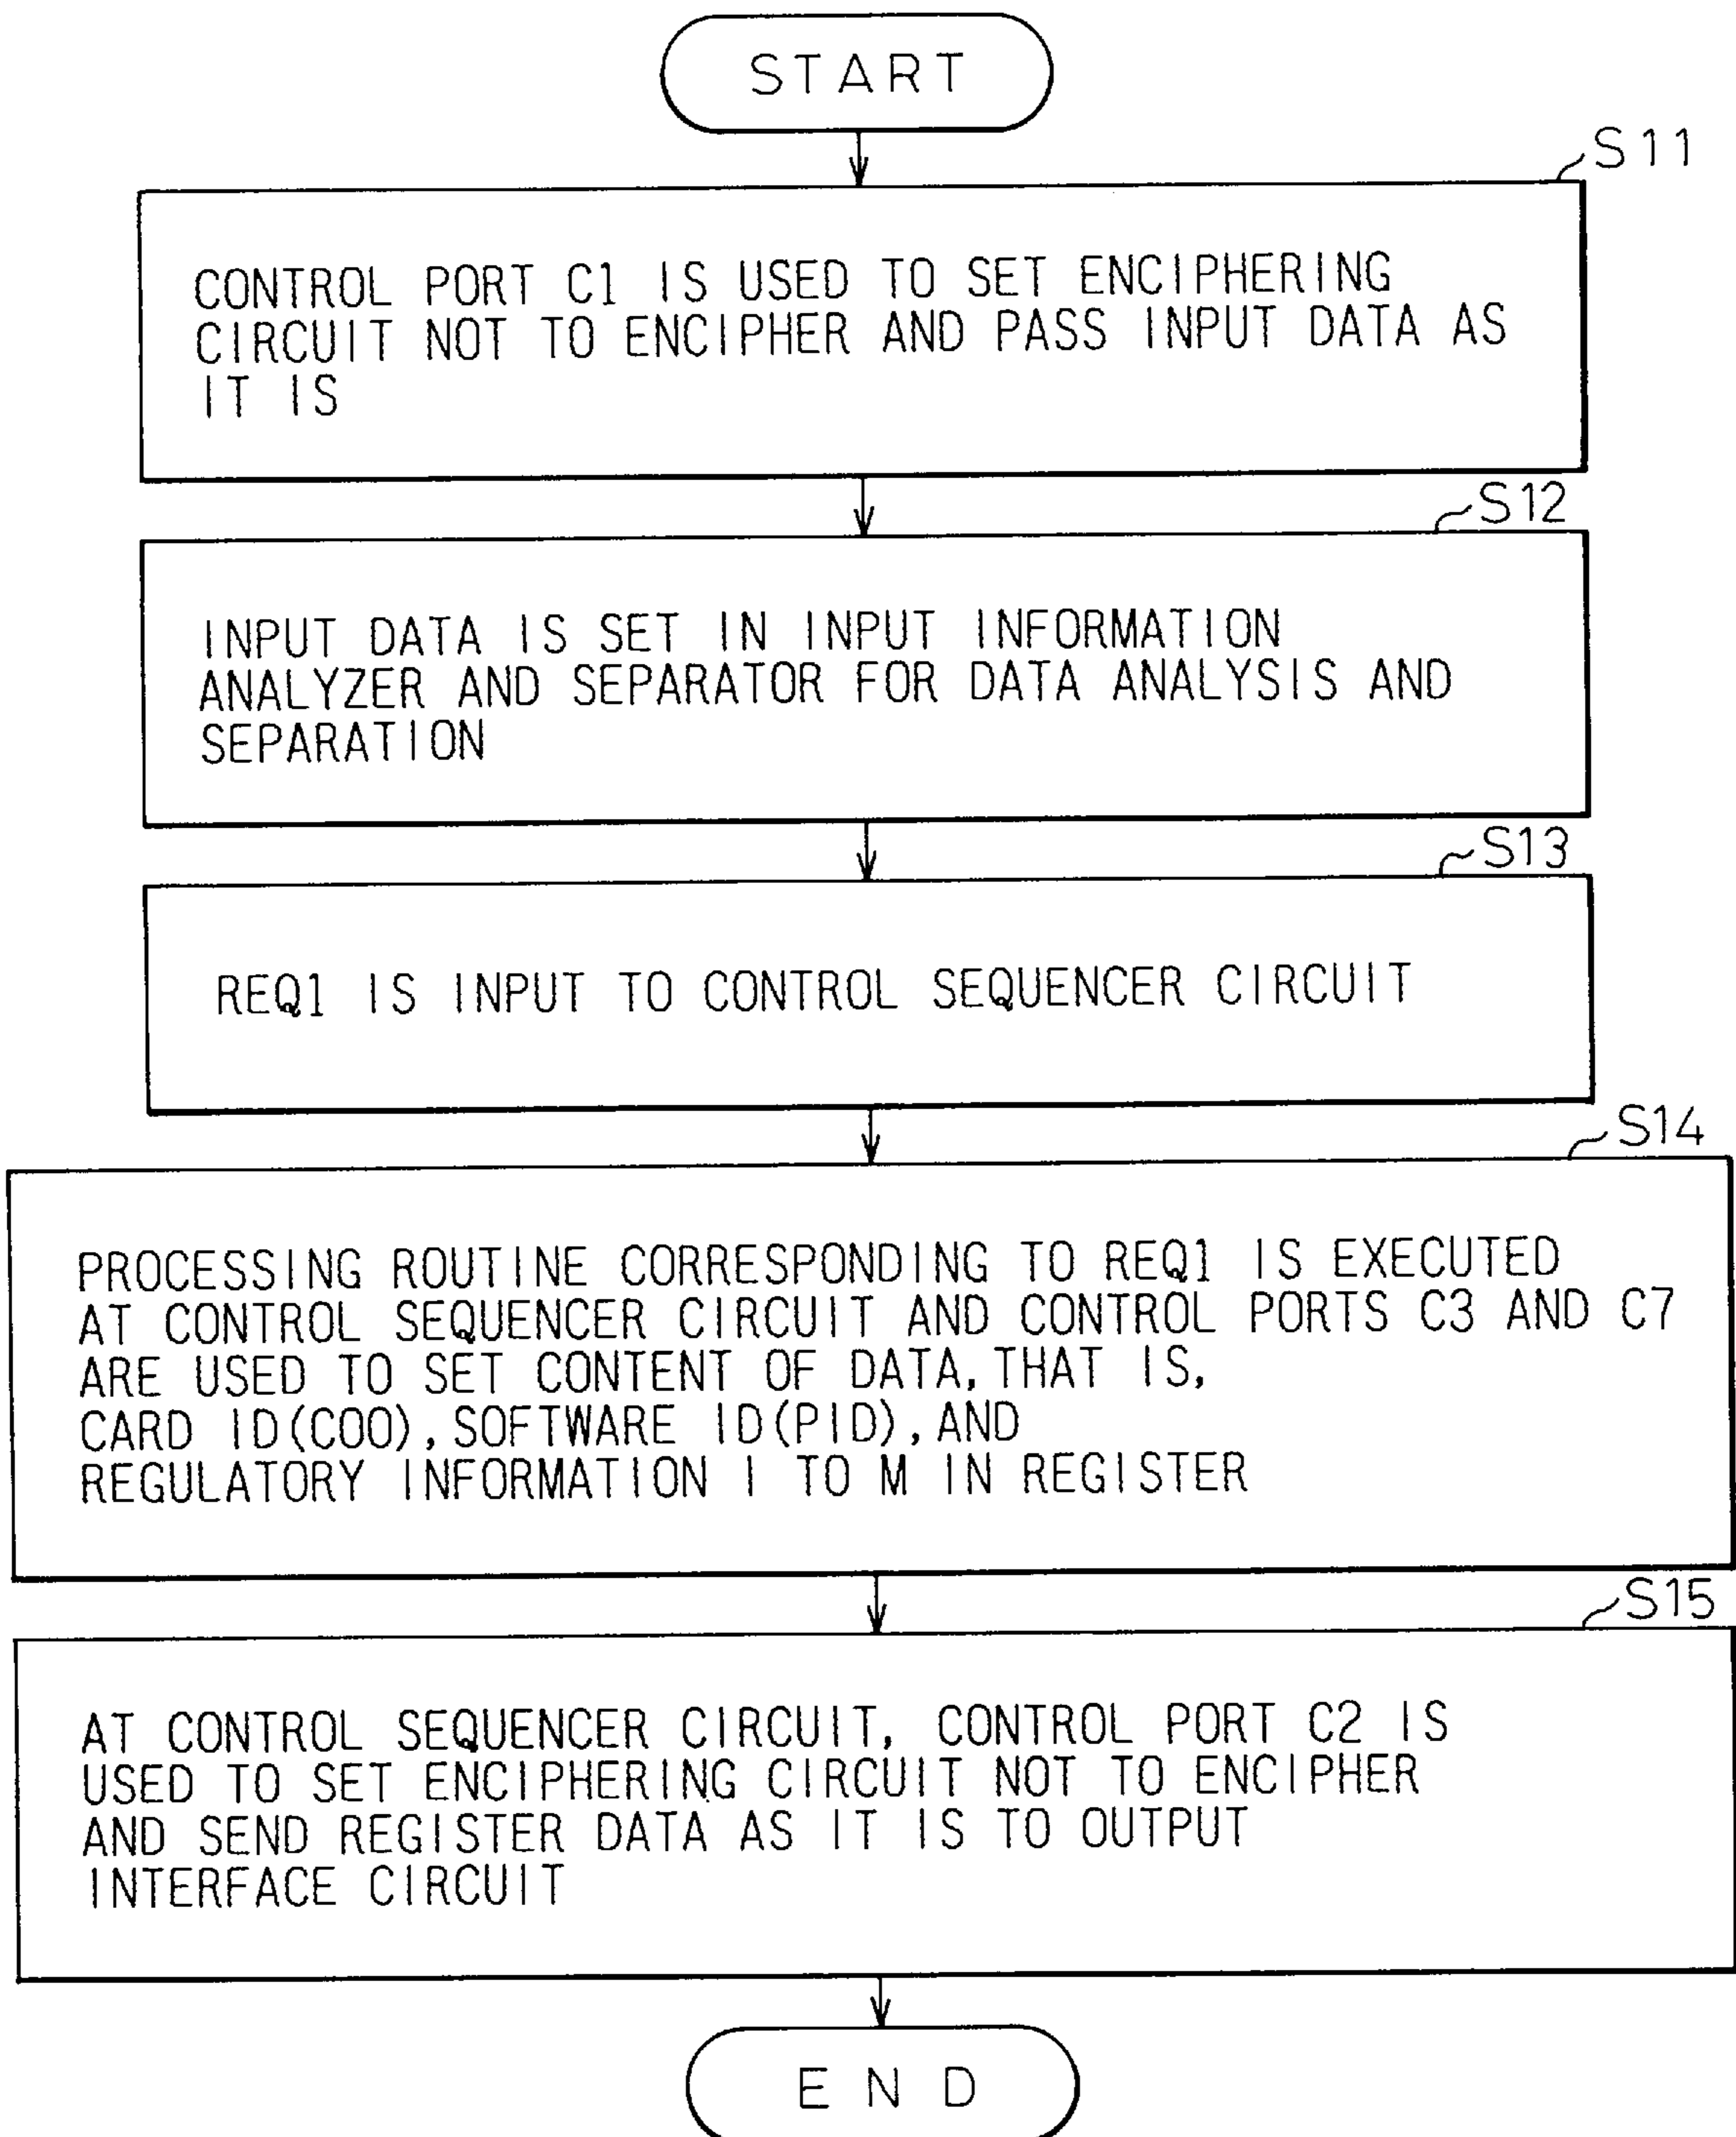 START
S11
CONTROL PORT C1 IS USED TO SET ENCIPHERING
CIRCUIT NOT TO ENCIPHER AND PASS INPUT DATA AS
IT IS
S12
INPUT DATA IS SET IN INPUT INFORMATION
ANALYZER AND SEPARATOR FOR DATA ANALYSIS AND
SEPARATION
S13
REQ1 IS INPUT TO CONTROL SEQUENCER CIRCUIT
S14
PROCESSING ROUTINE CORRESPONDING TO REQ1 IS EXECUTED
AT CONTROL SEQUENCER CIRCUIT AND CONTROL PORTS C3 AND C7
ARE USED TO SET CONTENT OF DATA, THAT IS,
CARD ID(COO), SOFTWARE ID(PID), AND
REGULATORY INFORMATION I TO M IN REGISTER
S15
AT CONTROL SEQUENCER CIRCUIT, CONTROL PORT C2 IS
USED TO SET ENCIPHERING CIRCUIT NOT TO ENCIPHER
AND SEND REGISTER DATA AS IT IS TO OUTPUT
INTERFACE CIRCUIT
END